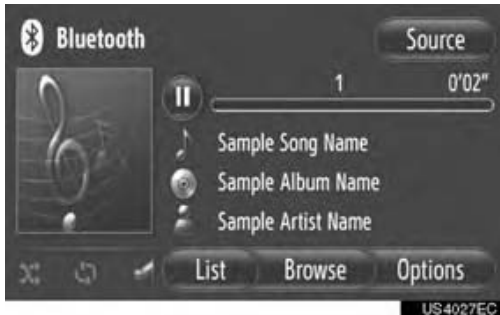 Bluetooth
Source
1
0'02"
Sample Song Name
Sample Album Name
Sample Artist Name
List
Browse
Options
US4027EC